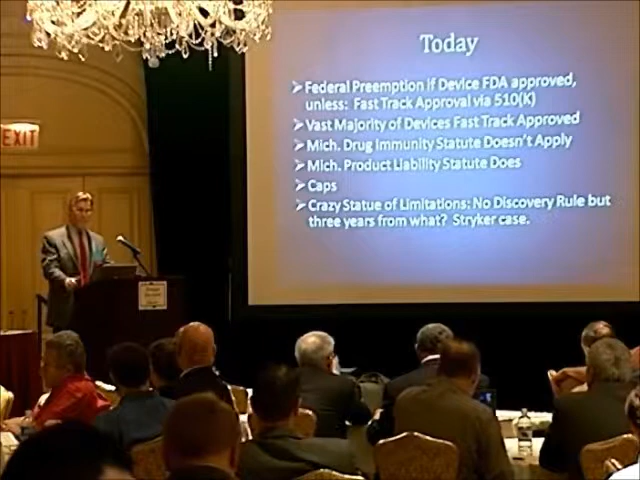 Today
➢ Federal Preemption if Device FDA approved,
unless: Fast Track Approval via 510(K)
➢ Vast Majority of Devices Fast Track Approved
➢ Mich. Drug Immunity Statute Doesn't Apply
➢ Mich. Product Liability Statute Does
➢ Caps
➢ Crazy Statue of Limitations: No Discovery Rule but
three years from what? Stryker case.
EXIT